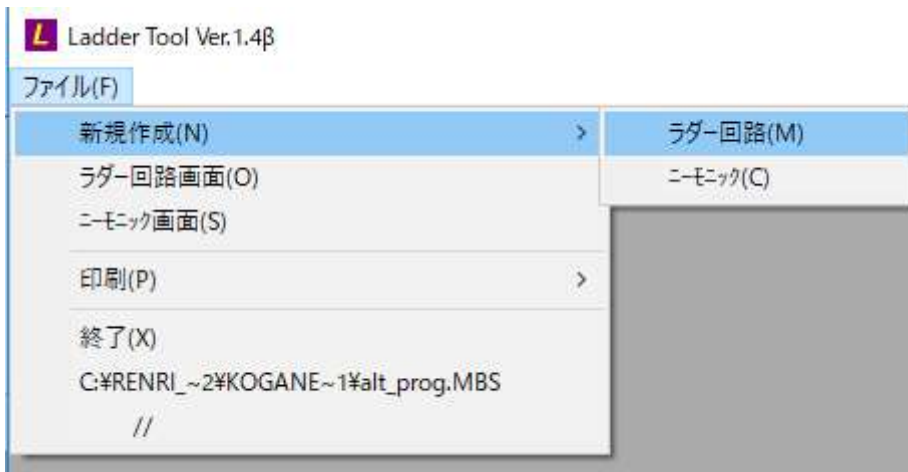 L Ladder Tool Ver.1.4β
ファイル(F)
新規作成(N) >
ラダー回路(M)
ラダー回路画面(O)
ニーモニック(C)
ニーモニック画面(S)
印刷(P) >
終了(X)
C:¥RENRI_~2¥KOGANE~1¥alt_prog.MBS
//